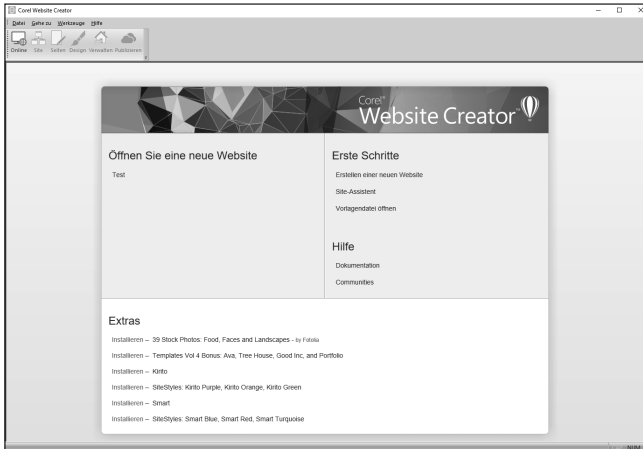 Corel Website Creator
Datei Gehe zu Werkzeuge Hilfe
Online Site Seiten Design Verwalten Publizieren
Corel®
Website Creator™
Öffnen Sie eine neue Website
Test
Erste Schritte
Erstellen einer neuen Website
Site-Assistent
Vorlagendatei öffnen
Hilfe
Dokumentation
Communities
Extras
Installieren – 39 Stock Photos: Food, Faces and Landscapes - by Fotolia
Installieren – Templates Vol 4 Bonus: Ava, Tree House, Good Inc, and Portfolio
Installieren – Kirito
Installieren – SiteStyles: Kirito Purple, Kirito Orange, Kirito Green
Installieren – Smart
Installieren – SiteStyles: Smart Blue, Smart Red, Smart Turquoise
NUM